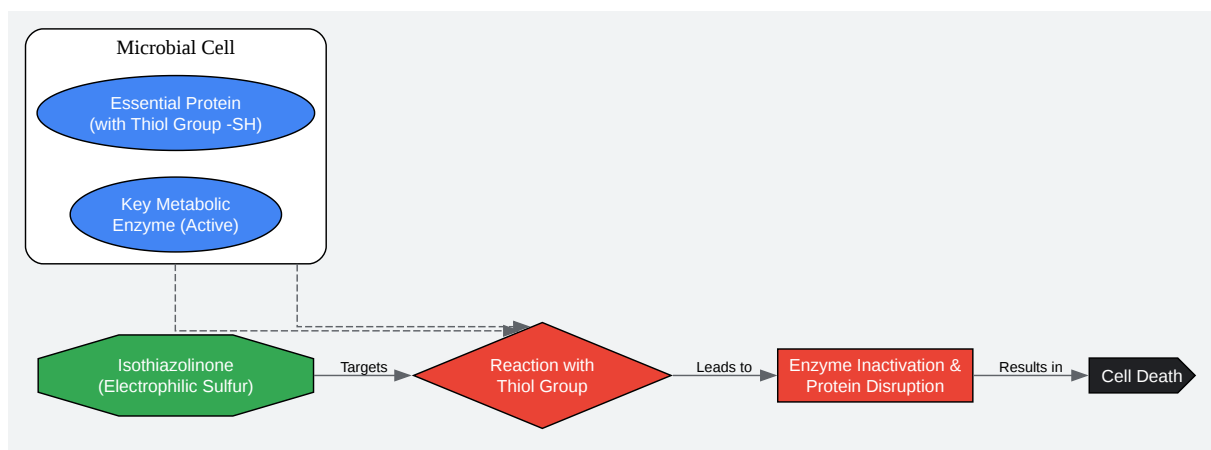 Microbial Cell
Essential Protein
(with Thiol Group -SH)
Key Metabolic
Enzyme (Active)
Isothiazolinone
(Electrophilic Sulfur)
Targets
Reaction with
Thiol Group
Leads to
Enzyme Inactivation &
Protein Disruption
Results in
Cell Death